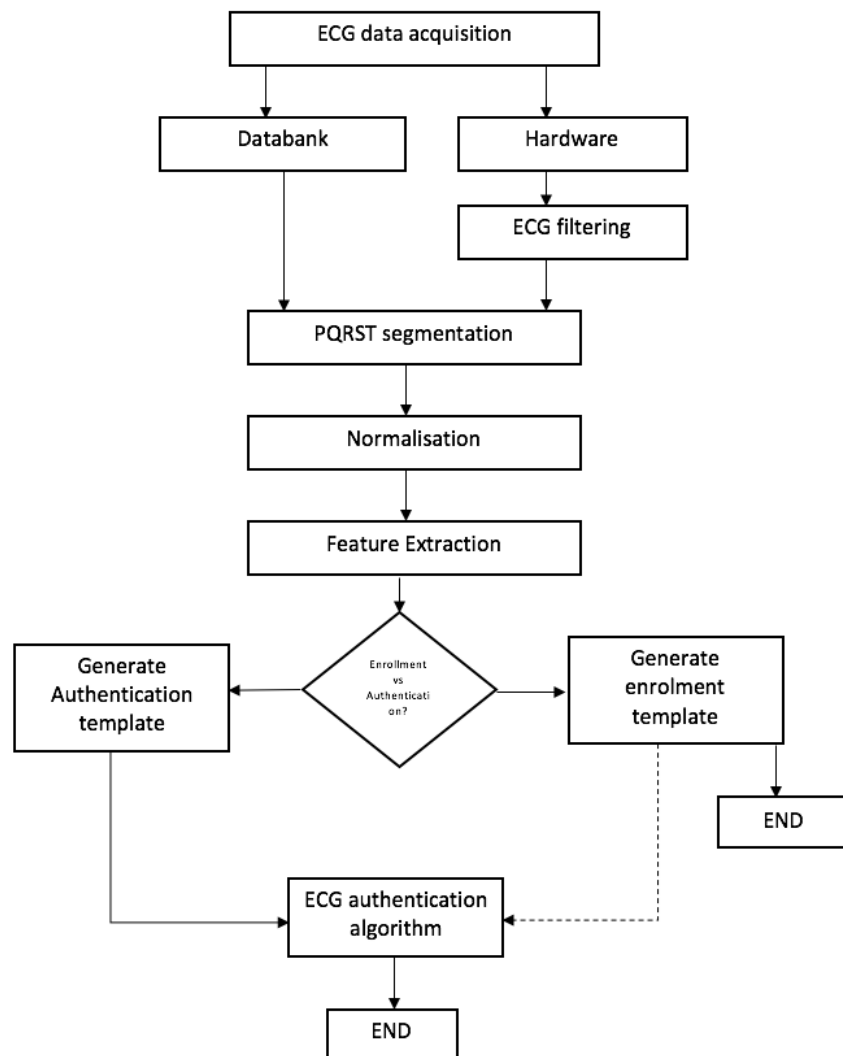 ECG data acquisition
Databank
Hardware
ECG filtering
PQRST segmentation
Normalisation
Feature Extraction
Enrollment
vs
Authenticati
on?
Generate
Authentication
template
Generate
enrolment
template
END
ECG authentication
algorithm
END